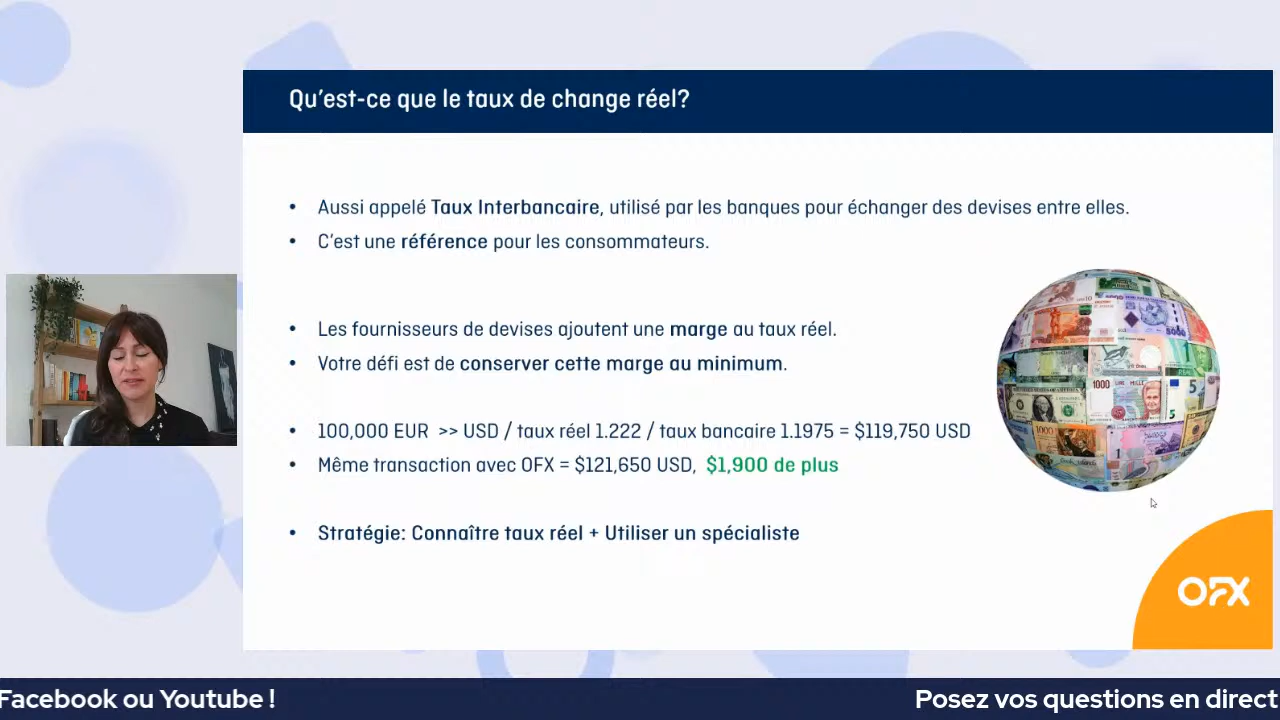 Qu'est-ce que le taux de change réel?
• Aussi appelé Taux Interbancaire, utilisé par les banques pour échanger des devises entre elles.
• C'est une référence pour les consommateurs.
• Les fournisseurs de devises ajoutent une marge au taux réel.
• Votre défi est de conserver cette marge au minimum.
• 100,000 EUR >> USD / taux réel 1.222 / taux bancaire 1.1975 = $119,750 USD
• Même transaction avec OFX = $121,650 USD, $1,900 de plus
• Stratégie: Connaître taux réel + Utiliser un spécialiste
OFX
Facebook ou Youtube !
Posez vos questions en direct